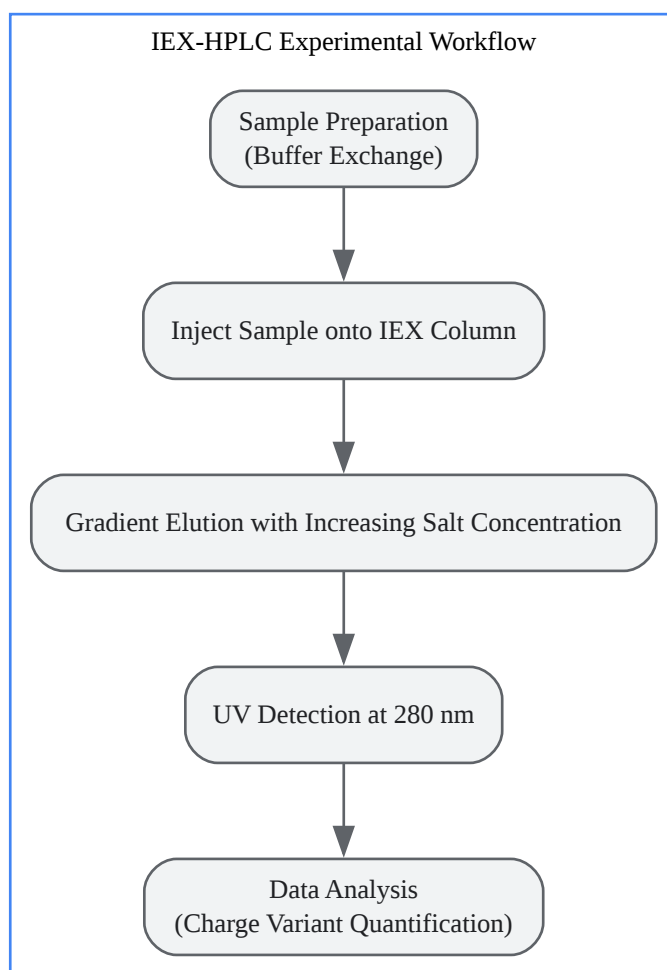 IEX-HPLC Experimental Workflow
Sample Preparation
(Buffer Exchange)
Inject Sample onto IEX Column
Gradient Elution with Increasing Salt Concentration
UV Detection at 280 nm
Data Analysis
(Charge Variant Quantification)